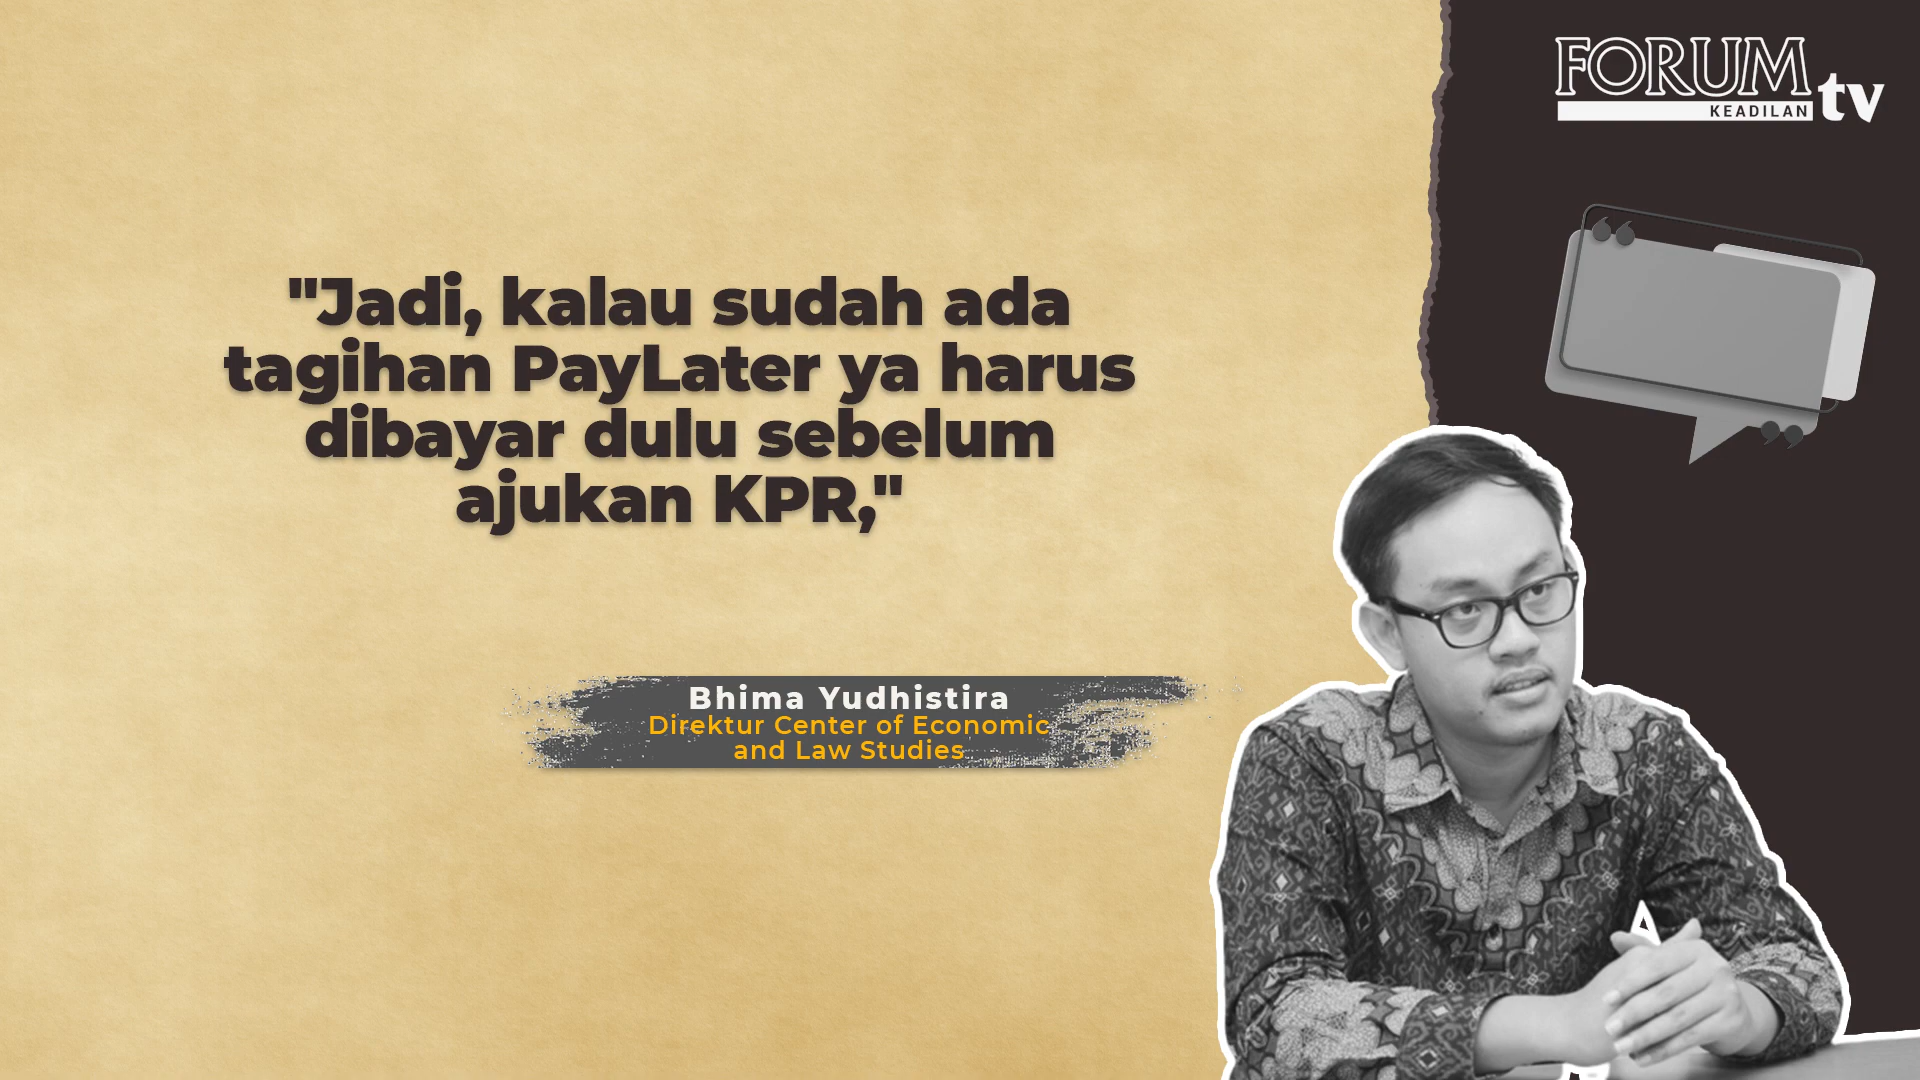 FORUM
KEADILAN
tv
"Jadi, kalau sudah ada
tagihan PayLater ya harus
dibayar dulu sebelum
ajukan KPR,"
Bhima Yudhistira
Direktur Center of Economic
and Law Studies